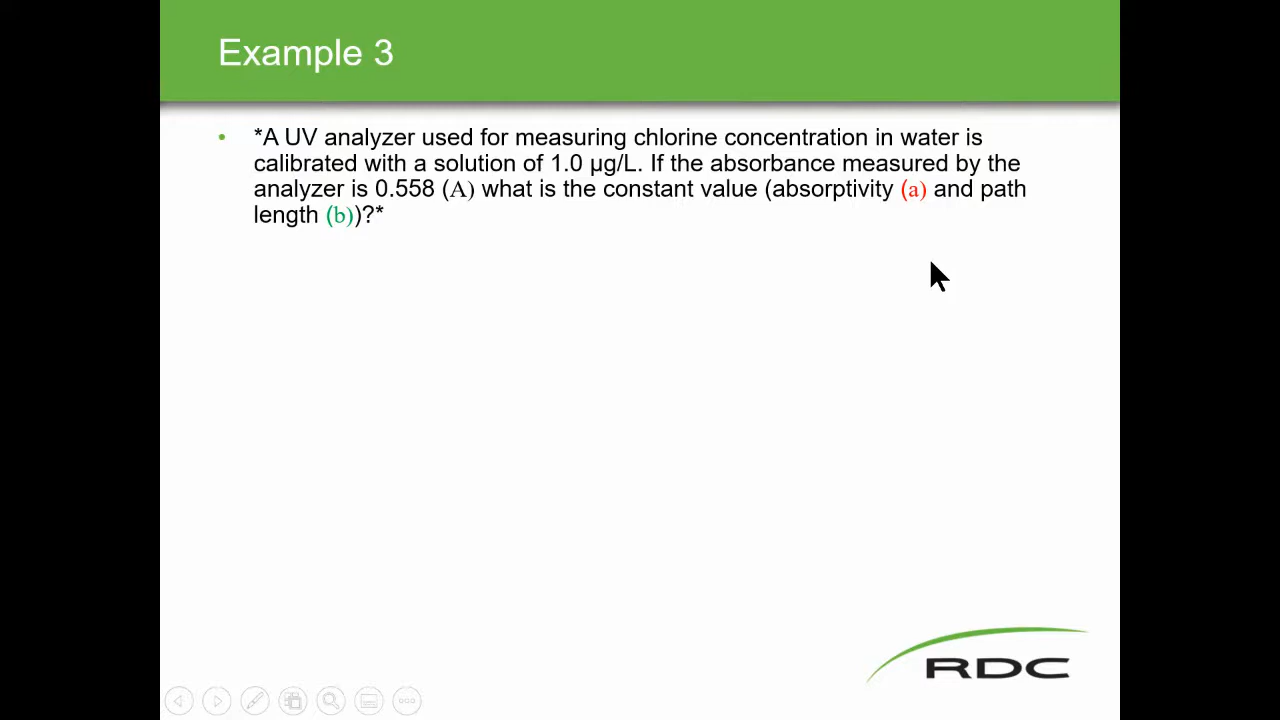 Example 3
• *A UV analyzer used for measuring chlorine concentration in water is
calibrated with a solution of 1.0 µg/L. If the absorbance measured by the
analyzer is 0.558 (A) what is the constant value (absorptivity (a) and path
length (b))?*
RDC